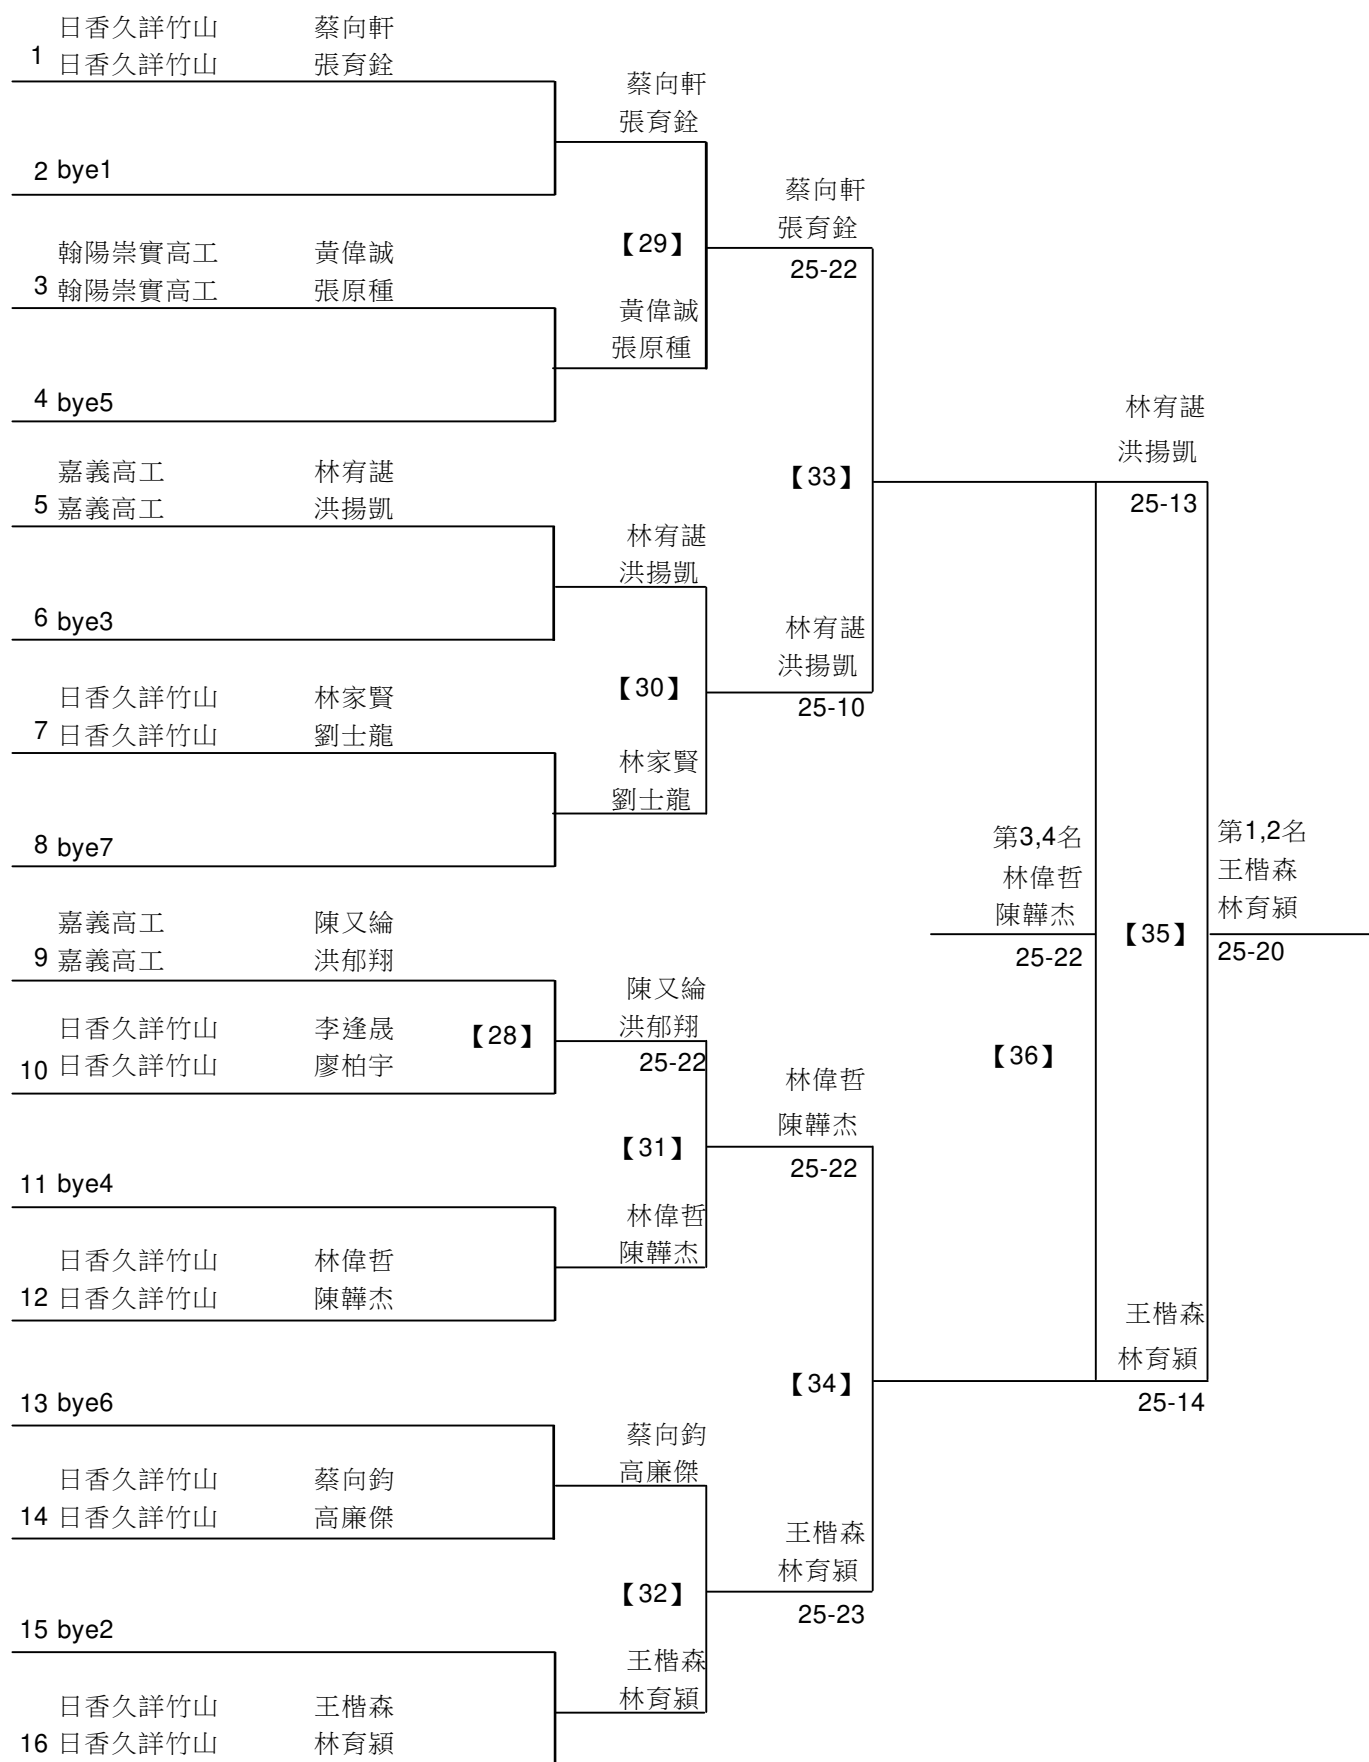 日香久詳竹山 蔡向軒
1 日香久詳竹山 張育銓
蔡向軒
張育銓
2 bye1
蔡向軒
張育銓
【29】
25-22
翰陽崇實高工 黃偉誠
3 翰陽崇實高工 張原種
黃偉誠
張原種
4 bye5
林宥諶
洪揚凱
25-13
嘉義高工 林宥諶
5 嘉義高工 洪揚凱
【33】
林宥諶
洪揚凱
6 bye3
林宥諶
洪揚凱
25-10
【30】
日香久詳竹山 林家賢
7 日香久詳竹山 劉士龍
林家賢
劉士龍
8 bye7
第3,4名
林偉哲
陳韡杰
25-22
第1,2名
王楷森
林育潁
25-20
【35】
嘉義高工 陳又綸
9 嘉義高工 洪郁翔
陳又綸
洪郁翔
25-22
日香久詳竹山 李逢晟 【28】
10 日香久詳竹山 廖柏宇
【36】
林偉哲
陳韡杰
25-22
【31】
11 bye4
林偉哲
陳韡杰
日香久詳竹山 林偉哲
12 日香久詳竹山 陳韡杰
王楷森
林育潁
25-14
【34】
13 bye6
蔡向鈞
高廉傑
日香久詳竹山 蔡向鈞
14 日香久詳竹山 高廉傑
王楷森
林育潁
25-23
【32】
15 bye2
王楷森
林育潁
日香久詳竹山 王楷森
16 日香久詳竹山 林育潁